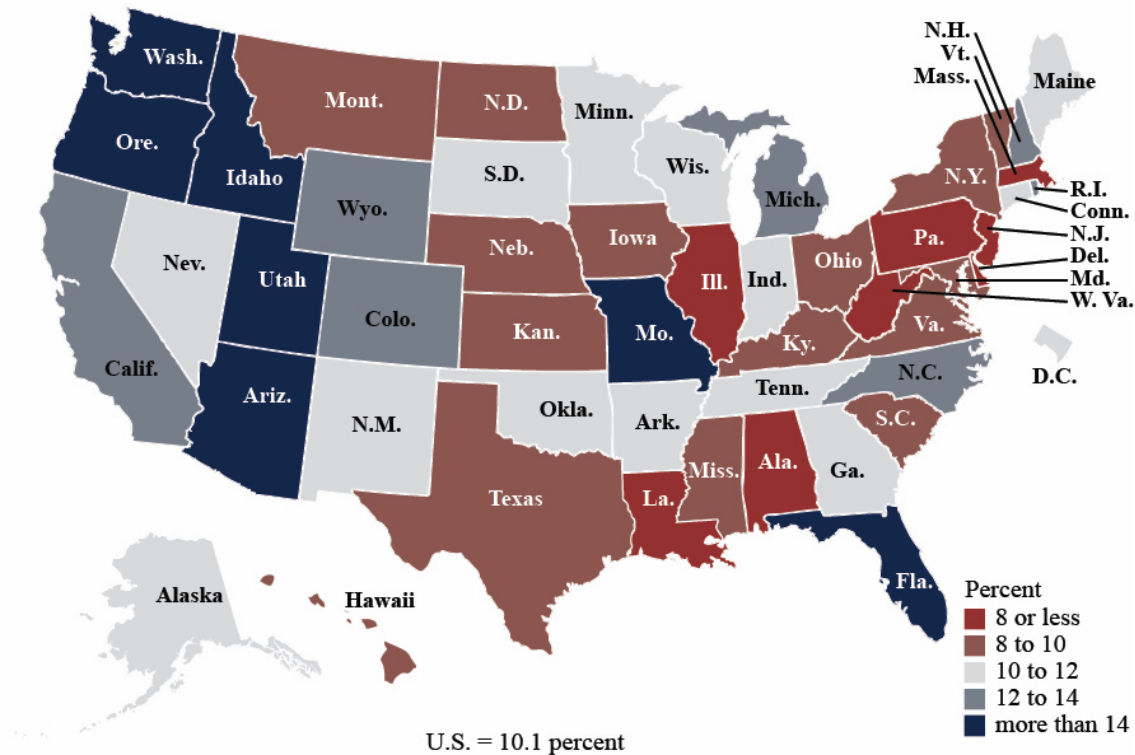 N.H.
Vt.
Mass.
Wash.
Maine
Mont.
N.D.
Minn.
Ore.
Idaho
S.D.
Wis.
N.Y.
Wyo.
Mich.
R.I.
Conn.
Neb.
Iowa
Pa.
N.J.
Nev.
Utah
Ill.
Ind.
Ohio
Del.
Md.
W. Va.
Colo.
Kan.
Mo.
Ky.
Va.
Calif.
N.C.
D.C.
Ariz.
N.M.
Okla.
Ark.
Tenn.
S.C.
Texas
La.
Miss.
Ala.
Ga.
Alaska
Hawaii
Fla.
Percent
8 or less
8 to 10
10 to 12
12 to 14
more than 14
U.S. = 10.1 percent